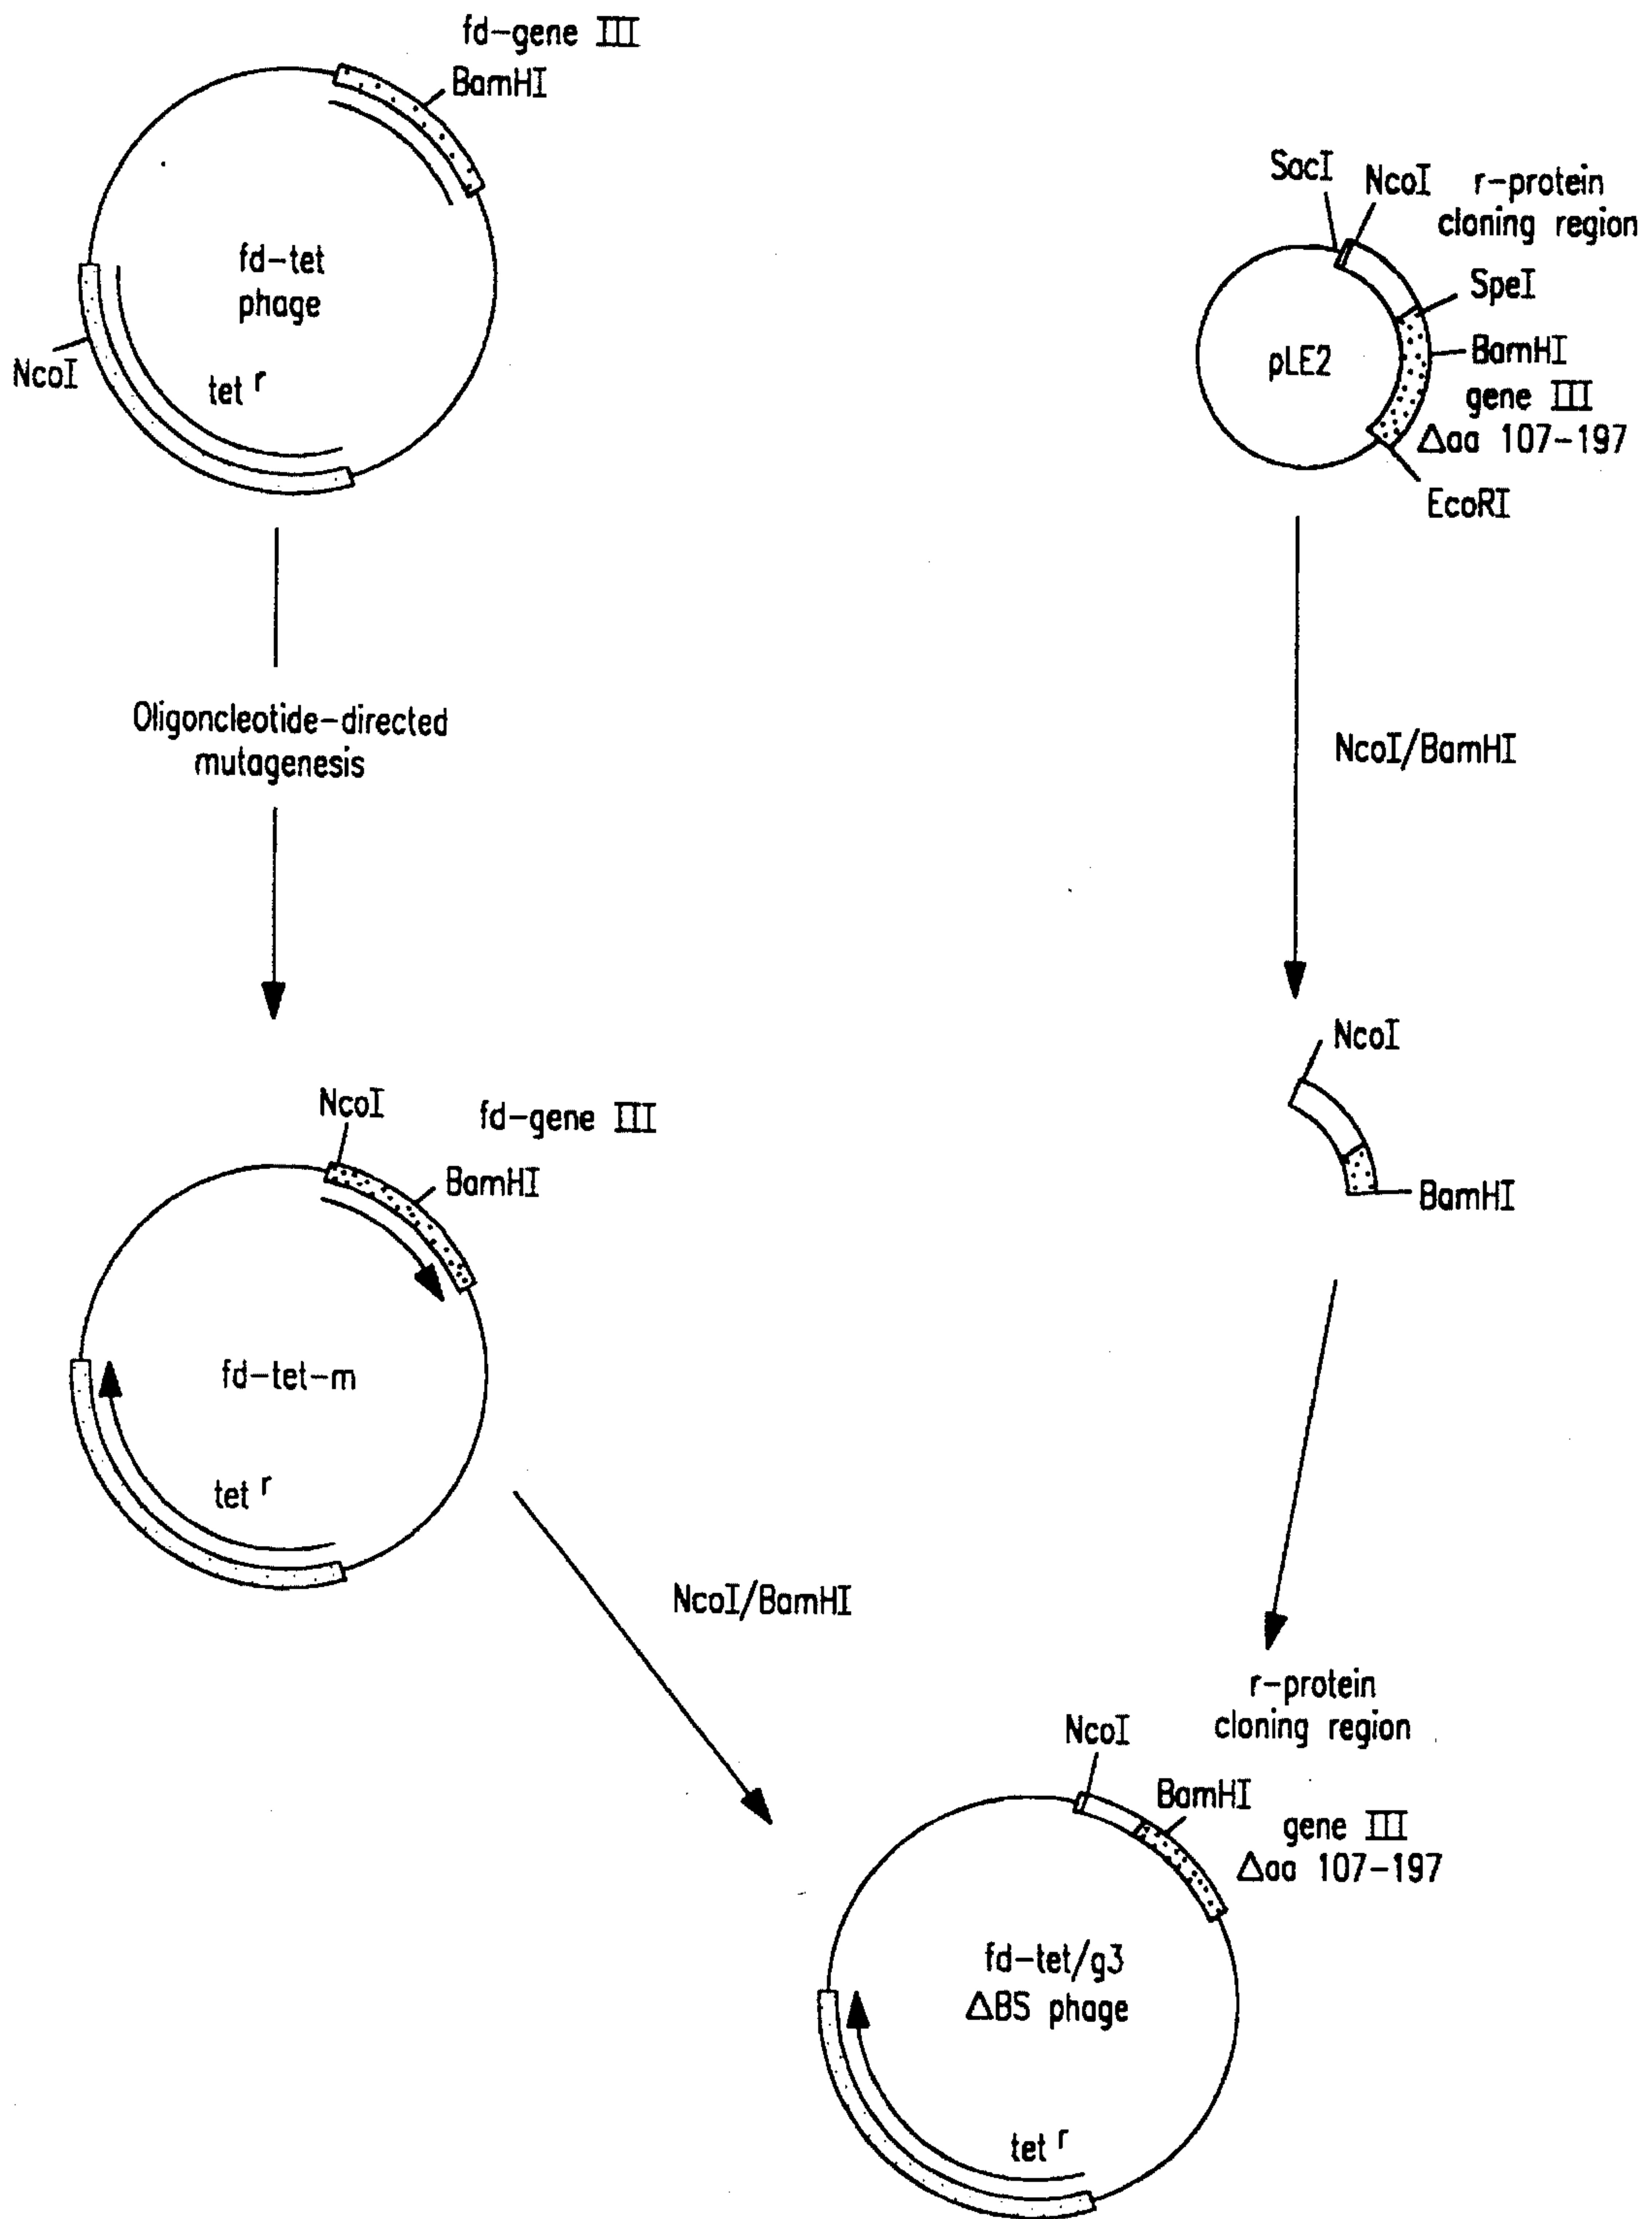 fd-gene III
BamHI
fd-tet
phage
NcoI
tet r
SacI
NcoI
r-protein
cloning region
SpeI
BamHI
pLE2
gene III
Δaa 107-197
EcoRI
Oligoncleotide-directed
mutagenesis
NcoI/BamHI
NcoI
BamHI
NcoI
fd-gene III
BamHI
fd-tet-m
tet r
NcoI/BamHI
r-protein
cloning region
NcoI
BamHI
gene III
Δaa 107-197
fd-tet/g3
ΔBS phage
tet r